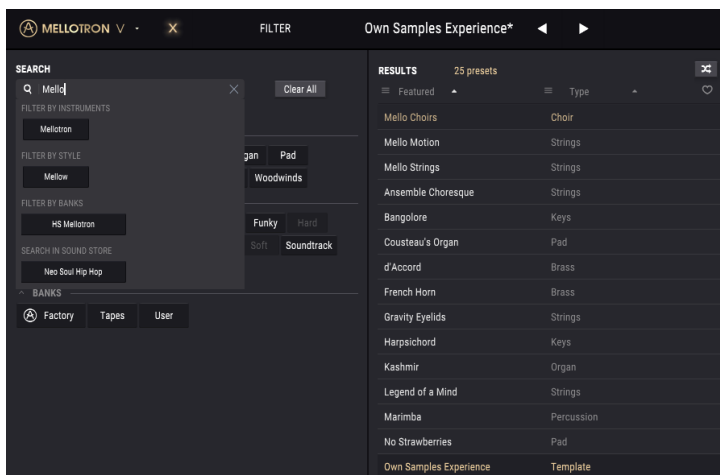 MELLOTRON V
FILTER
Own Samples Experience*
SEARCH
Mello
Clear All
FILTER BY INSTRUMENTS
Mellotron
FILTER BY STYLE
Mellow
gan Pad
Woodwinds
FILTER BY BANKS
HS Mellotron
Funky Hard
Soft Soundtrack
SEARCH IN SOUND STORE
Neo Soul Hip Hop
BANKS
Factory Tapes User
RESULTS 25 presets
Featured Type
Mello Choirs Choir
Mello Motion Strings
Mello Strings Strings
Ansemble Choresque Strings
Bangolore Keys
Cousteau's Organ Pad
d'Accord Brass
French Horn Brass
Gravity Eyelids Strings
Harpsichord Keys
Kashmir Organ
Legend of a Mind Strings
Marimba Percussion
No Strawberries Pad
Own Samples Experience Template